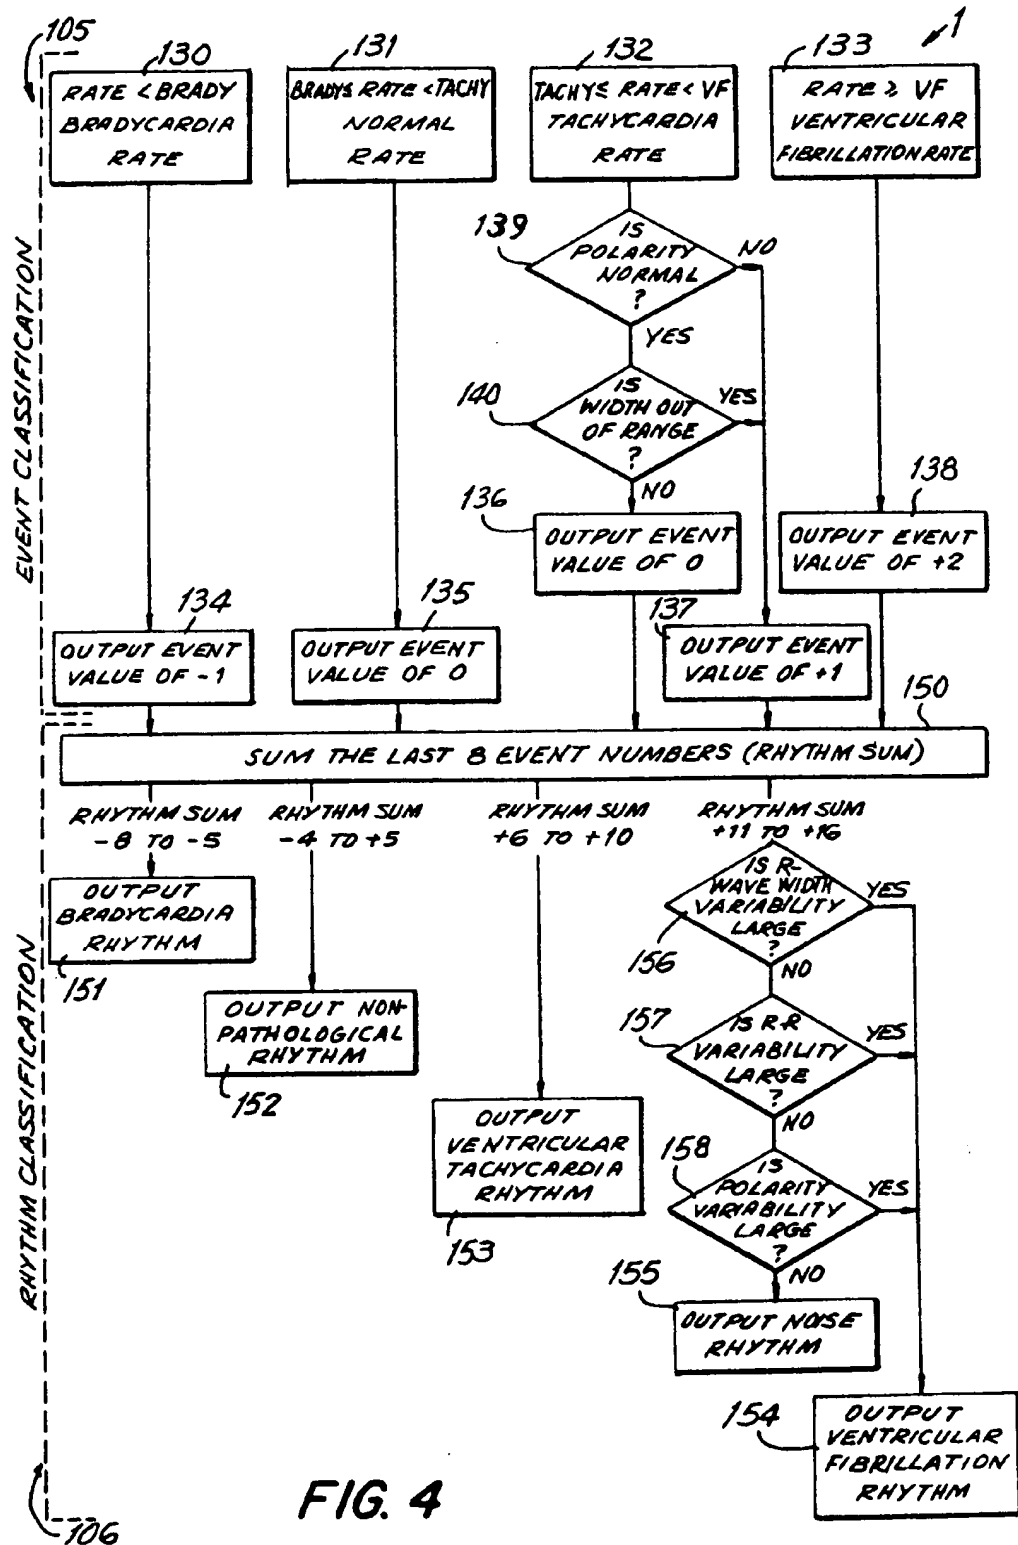 105
130
131
132
133
1
RATE < BRADY
BRADYCARDIA
RATE
BRADY ≤ RATE < TACHY
NORMAL
RATE
TACHY ≤ RATE < VF
TACHYCARDIA
RATE
RATE ≥ VF
VENTRICULAR
FIBRILLATION RATE
EVENT CLASSIFICATION
139
IS
POLARITY
NORMAL
?
NO
YES
140
IS
WIDTH OUT
OF RANGE
?
YES
NO
136
OUTPUT EVENT
VALUE OF 0
138
OUTPUT EVENT
VALUE OF +2
134
OUTPUT EVENT
VALUE OF -1
135
OUTPUT EVENT
VALUE OF 0
137
OUTPUT EVENT
VALUE OF +1
150
SUM THE LAST 8 EVENT NUMBERS (RHYTHM SUM)
RHYTHM SUM
-8 TO -5
RHYTHM SUM
-4 TO +5
RHYTHM SUM
+6 TO +10
RHYTHM SUM
+11 TO +16
RHYTHM CLASSIFICATION
OUTPUT
BRADYCARDIA
RHYTHM
151
OUTPUT NON-
PATHOLOGICAL
RHYTHM
152
OUTPUT
VENTRICULAR
TACHYCARDIA
RHYTHM
153
IS R-
WAVE WIDTH
VARIABILITY
LARGE
?
YES
156
NO
157
IS R-R
VARIABILITY
LARGE
?
YES
NO
158
IS
POLARITY
VARIABILITY
LARGE
?
YES
NO
155
OUTPUT NOISE
RHYTHM
154
OUTPUT
VENTRICULAR
FIBRILLATION
RHYTHM
FIG. 4
106